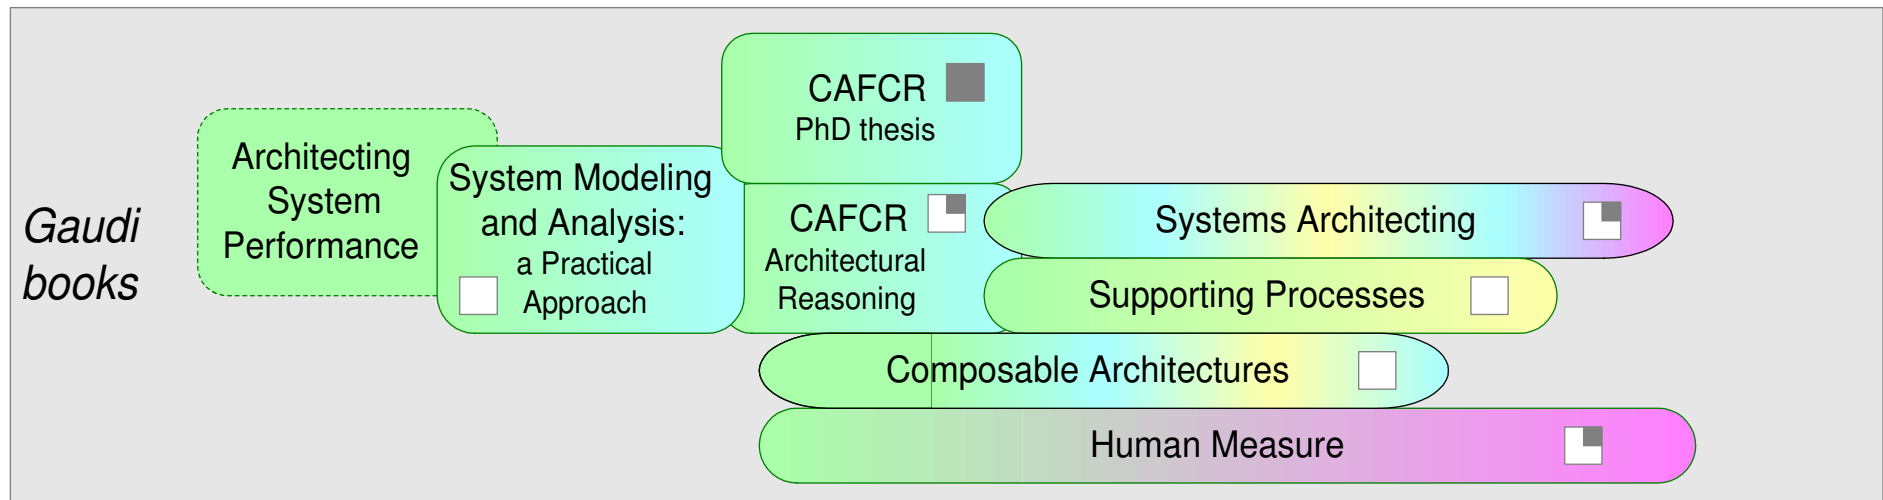 Gaudi
books
Architecting
System
Performance
System Modeling
and Analysis:
a Practical
Approach
CAFCR
PhD thesis
CAFCR
Architectural
Reasoning
Systems Architecting
Supporting Processes
Composable Architectures
Human Measure